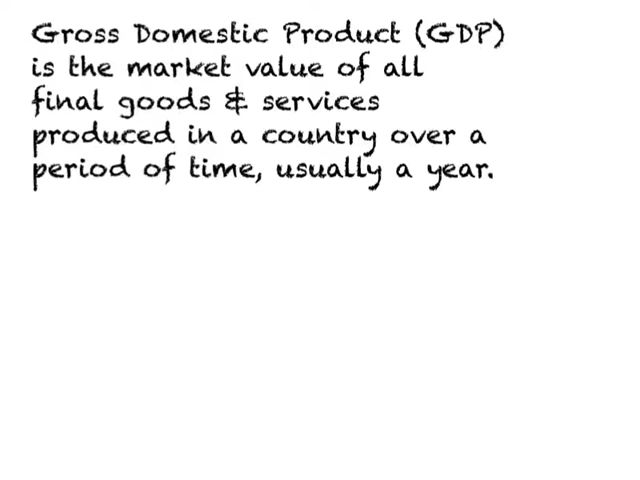 Gross Domestic Product (GDP)
is the market value of all
final goods & services
produced in a country over a
period of time, usually a year.